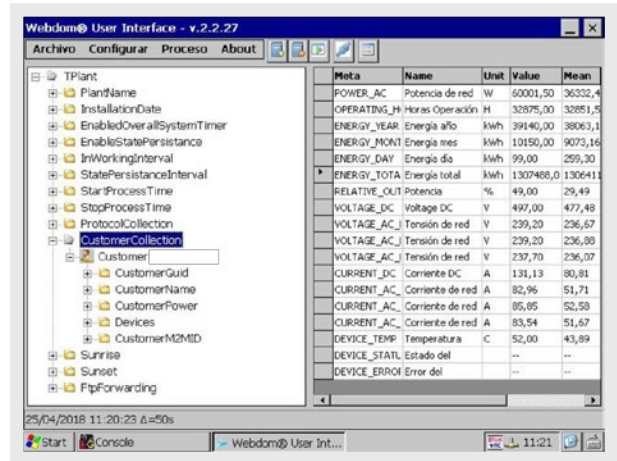 Webdom® User Interface - v.2.2.27
Archivo Configurar Proceso About
TPlant
PlantName
InstallationDate
EnabledOverallSystemTimer
EnableStatePersistance
InWorkingInterval
StatePersistanceInterval
StartProcessTime
StopProcessTime
ProtocolCollection
CustomerCollection
Customer
CustomerGuid
CustomerName
CustomerPower
Devices
CustomerM2MID
Sunrise
Sunset
FtpForwarding
Meta Name Unit Value Mean
POWER_AC Potencia de red W 60001,50 36332,4
OPERATING_H Horas Operación H 32875,00 32851,5
ENERGY_YEAR Energía año kWh 39140,00 38063,1
ENERGY_MONT Energía mes kWh 10150,00 9073,16
ENERGY_DAY Energía día kWh 99,00 259,30
ENERGY_TOTA Energía total kWh 1307488,0 1306411
RELATIVE_OUT Potencia % 49,00 29,49
VOLTAGE_DC Voltage DC V 497,00 477,48
VOLTAGE_AC_ Tensión de red V 239,20 236,67
VOLTAGE_AC_ Tensión de red V 239,20 236,88
VOLTAGE_AC_ Tensión de red V 237,70 236,07
CURRENT_DC Corriente DC A 131,13 80,81
CURRENT_AC_ Corriente de red A 82,96 51,71
CURRENT_AC_ Corriente de red A 85,85 52,58
CURRENT_AC_ Corriente de red A 83,54 51,67
DEVICE_TEMP Temperatura C 52,00 43,89
DEVICE_STATU Estado del -- --
DEVICE_ERROR Error del -- --
25/04/2018 11:20:23 Δ=50s
Start Console Webdom® User Int... 11:21